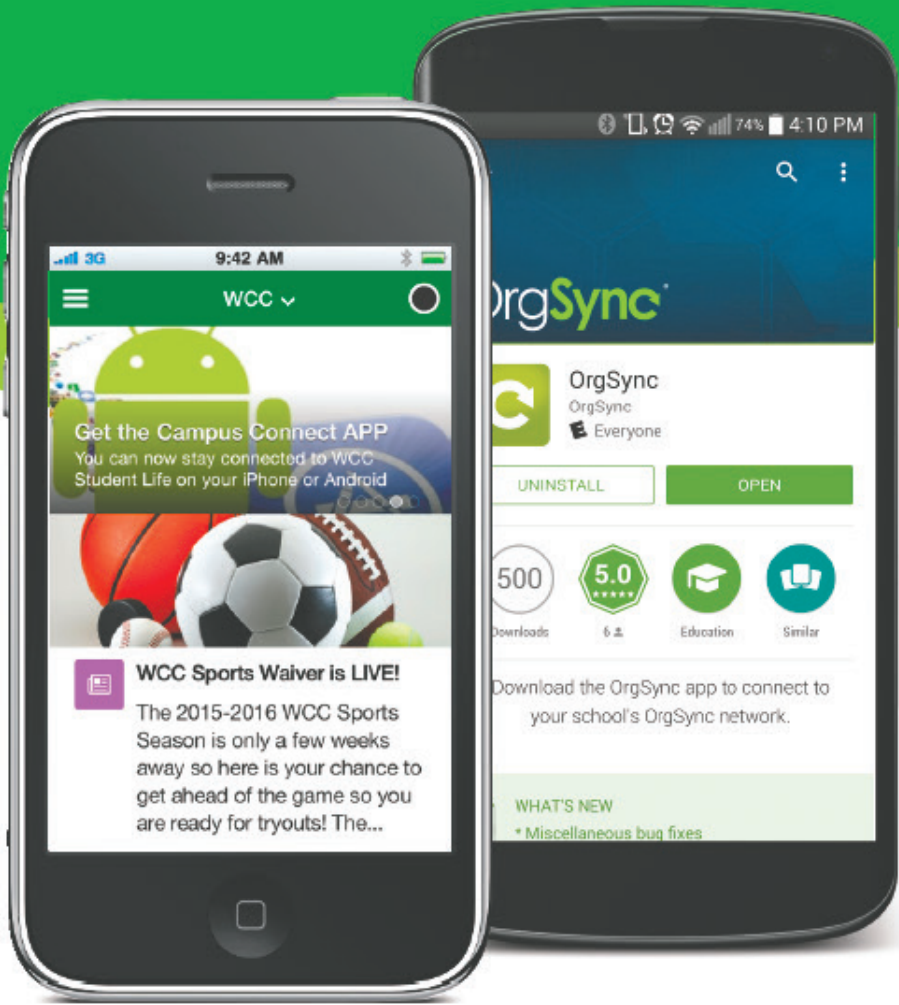 3G 9:42 AM
WCC
Get the Campus Connect APP
You can now stay connected to WCC
Student Life on your iPhone or Android
WCC Sports Waiver is LIVE!
The 2015-2016 WCC Sports
Season is only a few weeks
away so here is your chance to
get ahead of the game so you
are ready for tryouts! The...
74% 4:10 PM
OrgSync
OrgSync
OrgSync
E Everyone
UNINSTALL OPEN
500 5.0
Downloads 6 Education Similar
Download the OrgSync app to connect to
your school's OrgSync network.
WHAT'S NEW
* Miscellaneous bug fixes